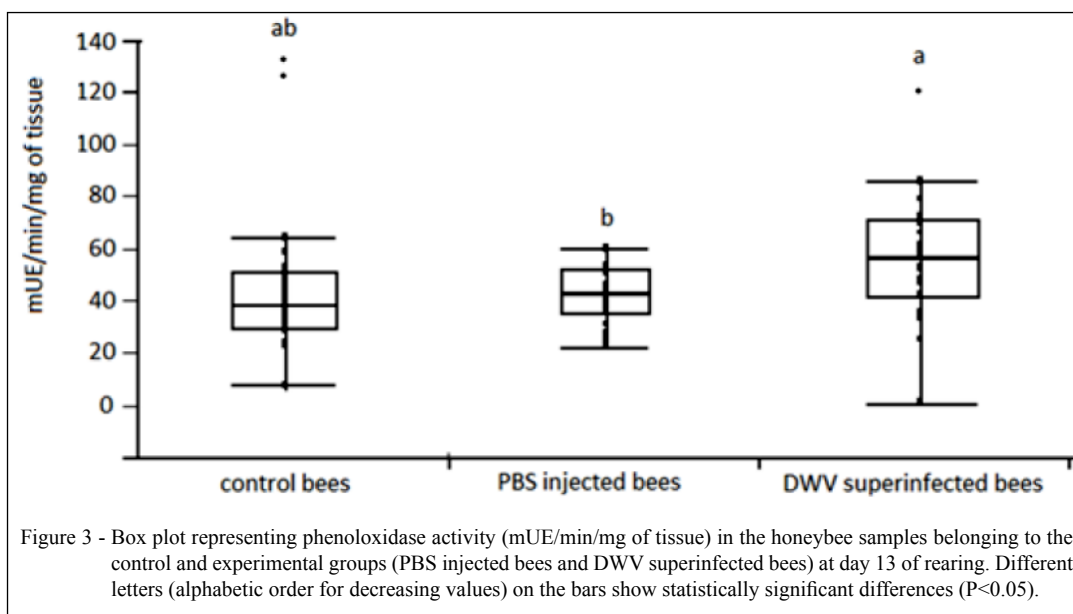 140
120
100
80
60
40
20
0
mUE/min/mg of tissue
ab
b
a
control bees
PBS injected bees
DWV superinfected bees
Figure 3 - Box plot representing phenoloxidase activity (mUE/min/mg of tissue) in the honeybee samples belonging to the
control and experimental groups (PBS injected bees and DWV superinfected bees) at day 13 of rearing. Different
letters (alphabetic order for decreasing values) on the bars show statistically significant differences (P<0.05).